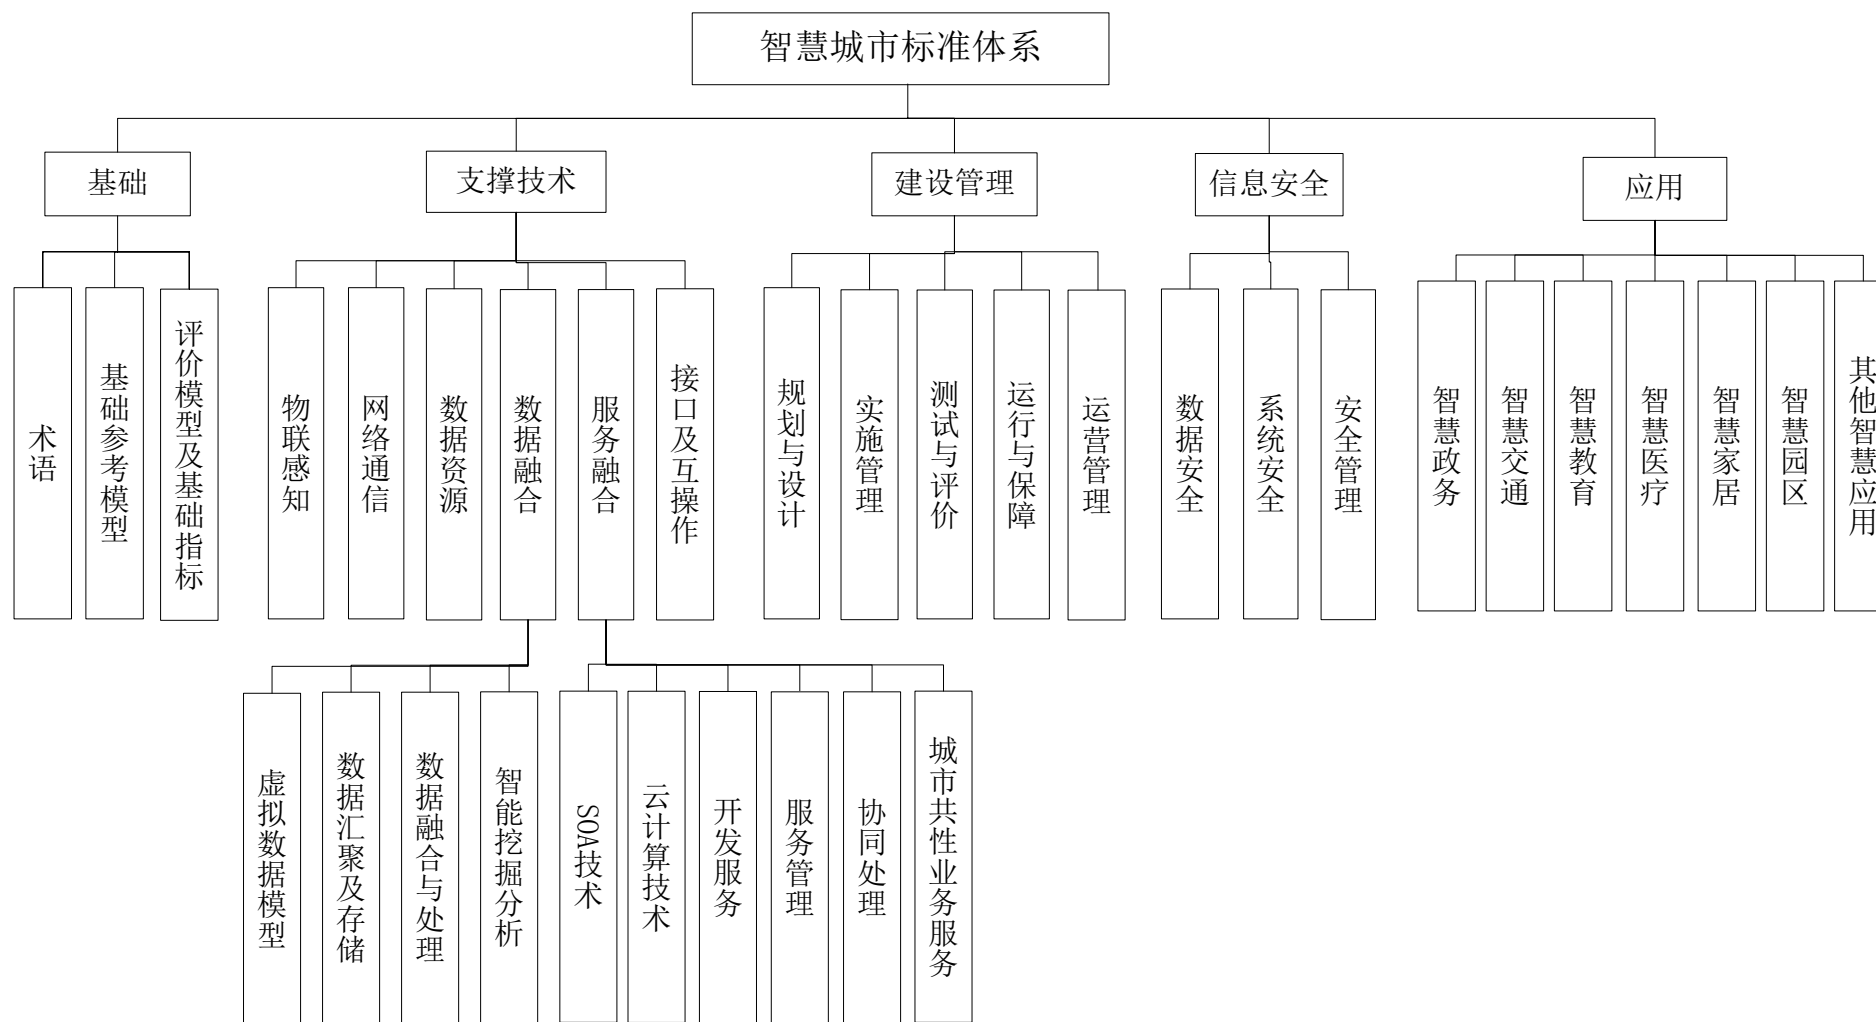 智慧城市标准体系
基础
支撑技术
建设管理
信息安全
应用
术语
基础参考模型
评价模型及基础指标
物联感知
网络通信
数据资源
数据融合
服务融合
接口及互操作
规划与设计
实施管理
测试与评价
运行与保障
运营管理
数据安全
系统安全
安全管理
智慧政务
智慧交通
智慧教育
智慧医疗
智慧家居
智慧园区
其他智慧应用
虚拟数据模型
数据汇聚及存储
数据融合与处理
智能挖掘分析
SOA技术
云计算技术
开发服务
服务管理
协同处理
城市共性业务服务